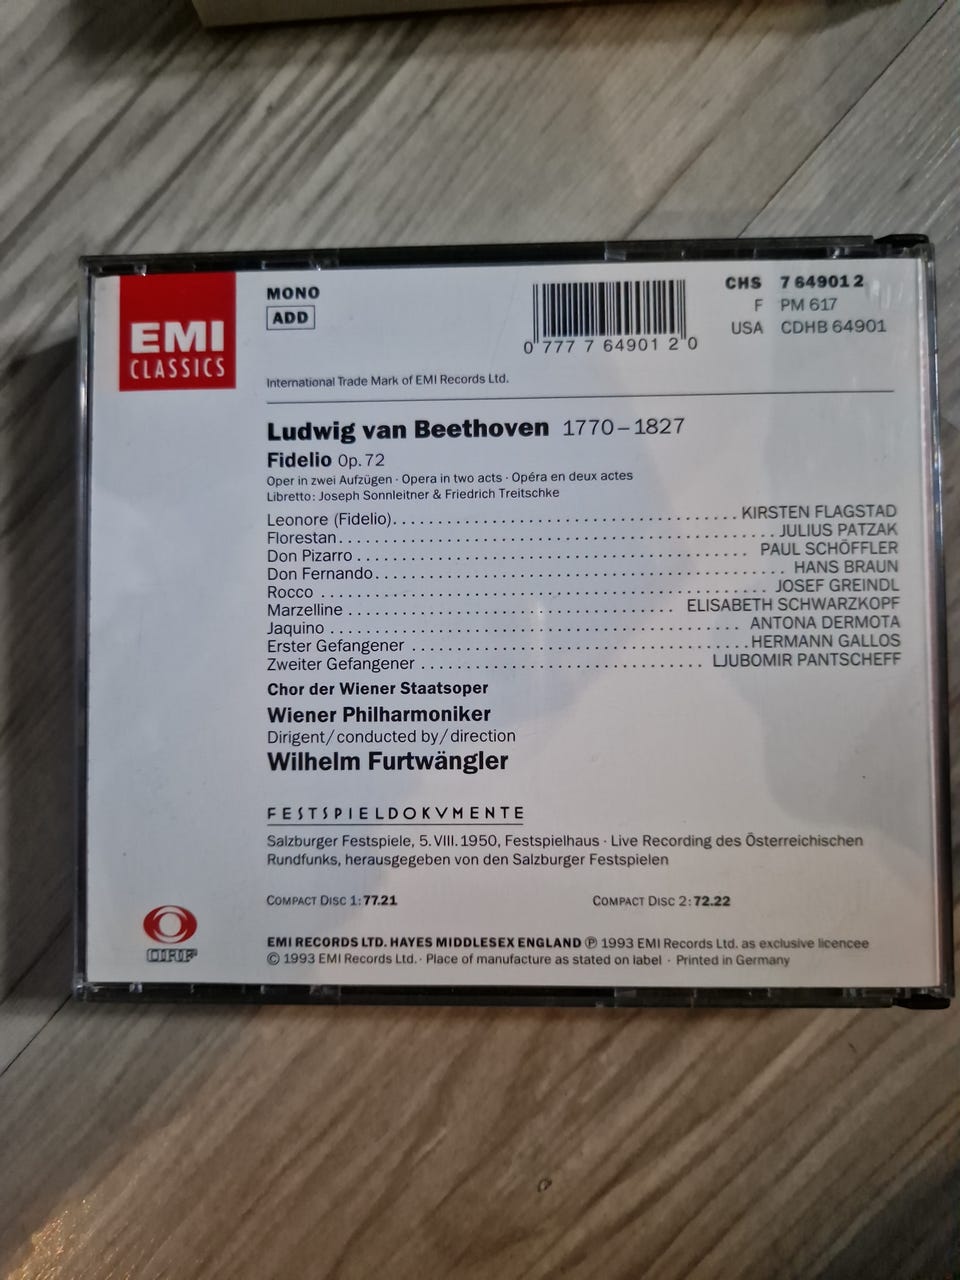 EMI
CLASSICS
MONO
ADD
0 777 7 64901 2 0
CHS 7 64901 2
F PM 617
USA CDHB 64901
International Trade Mark of EMI Records Ltd.
Ludwig van Beethoven 1770–1827
Fidelio Op. 72
Oper in zwei Aufzügen · Opera in two acts · Opéra en deux actes
Libretto: Joseph Sonnleitner & Friedrich Treitschke
Leonore (Fidelio). . . . . . . . . . KIRSTEN FLAGSTAD
Florestan. . . . . . . . . . JULIUS PATZAK
Don Pizarro . . . . . . . . . . PAUL SCHÖFFLER
Don Fernando. . . . . . . . . . HANS BRAUN
Rocco . . . . . . . . . . JOSEF GREINDL
Marzelline . . . . . . . . . . ELISABETH SCHWARZKOPF
Jaquino . . . . . . . . . . ANTONA DERMOTA
Erster Gefangener . . . . . . . . . . HERMANN GALLOS
Zweiter Gefangener . . . . . . . . . . LJUBOMIR PANTSCHEFF
Chor der Wiener Staatsoper
Wiener Philharmoniker
Dirigent/conducted by/direction
Wilhelm Furtwängler
FESTSPIELDOKVMENTE
Salzburger Festspiele, 5. VIII. 1950, Festspielhaus · Live Recording des Österreichischen
Rundfunks, herausgegeben von den Salzburger Festspielen
COMPACT DISC 1: 77.21 COMPACT DISC 2: 72.22
ORF
EMI RECORDS LTD. HAYES MIDDLESEX ENGLAND ℗ 1993 EMI Records Ltd. as exclusive licencee
© 1993 EMI Records Ltd. · Place of manufacture as stated on label · Printed in Germany